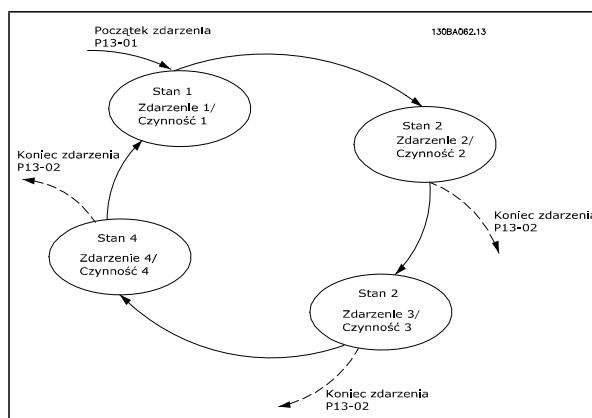 Początek zdarzenia
P13-01
130BA062.13
Stan 1
Zdarzenie 1/
Czynność 1
Stan 2
Zdarzenie 2/
Czynność 2
Koniec zdarzenia
P13-02
Koniec zdarzenia
P13-02
Stan 4
Zdarzenie 4/
Czynność 4
Stan 2
Zdarzenie 3/
Czynność 3
Koniec zdarzenia
P13-02